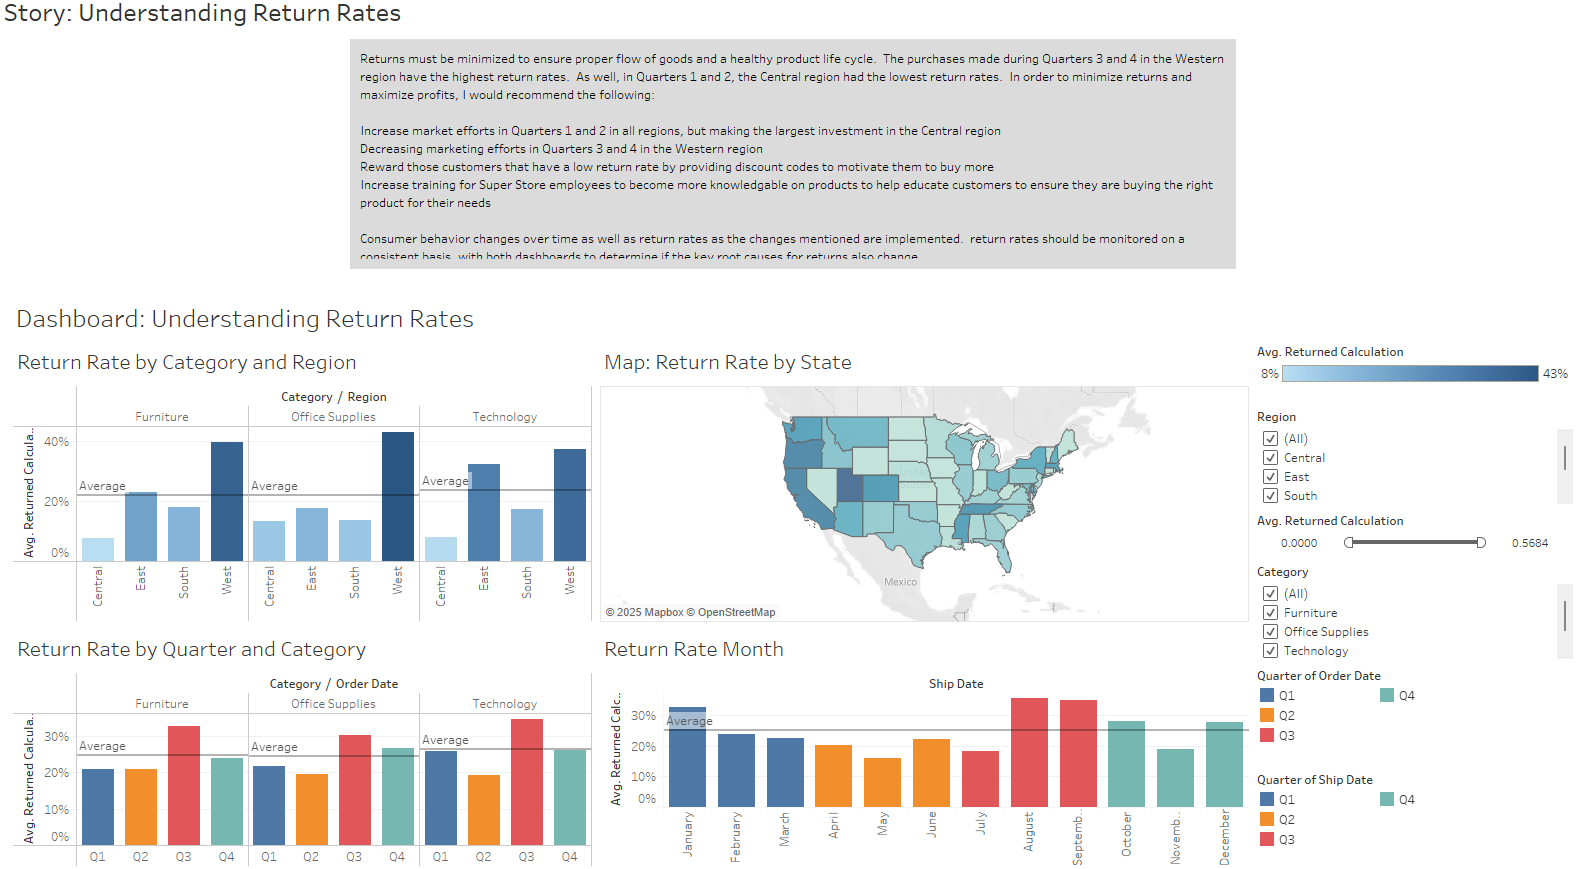 Story: Understanding Return Rates
Returns must be minimized to ensure proper flow of goods and a healthy product life cycle.  The purchases made during Quarters 3 and 4 in the Western
region have the highest return rates.  As well, in Quarters 1 and 2, the Central region had the lowest return rates.  In order to minimize returns and
maximize profits, I would recommend the following:
Increase market efforts in Quarters 1 and 2 in all regions, but making the largest investment in the Central region
Decreasing marketing efforts in Quarters 3 and 4 in the Western region
Reward those customers that have a low return rate by providing discount codes to motivate them to buy more
Increase training for Super Store employees to become more knowledgable on products to help educate customers to ensure they are buying the right
product for their needs
Consumer behavior changes over time as well as return rates as the changes mentioned are implemented.  return rates should be monitored on a
consistent basis, with both dashboards to determine if the key root causes for returns also change
Dashboard: Understanding Return Rates
Return Rate by Category and Region
Category / Region
Furniture
Office Supplies
Technology
Avg. Returned Calcula..
40%
20%
0%
Average
Average
Average
Central
East
South
West
Central
East
South
West
Central
East
South
West
Map: Return Rate by State
Mexico
© 2025 Mapbox © OpenStreetMap
Avg. Returned Calculation
8%
43%
Region
(All)
Central
East
South
Avg. Returned Calculation
0.0000
0.5684
Category
(All)
Furniture
Office Supplies
Technology
Return Rate by Quarter and Category
Category / Order Date
Furniture
Office Supplies
Technology
Avg. Returned Calcula..
30%
20%
10%
0%
Average
Average
Average
Q1
Q2
Q3
Q4
Q1
Q2
Q3
Q4
Q1
Q2
Q3
Q4
Return Rate Month
Ship Date
Avg. Returned Calc..
30%
20%
10%
0%
Average
January
February
March
April
May
June
July
August
Septemb..
October
Novemb..
December
Quarter of Order Date
Q1
Q4
Q2
Q3
Quarter of Ship Date
Q1
Q4
Q2
Q3